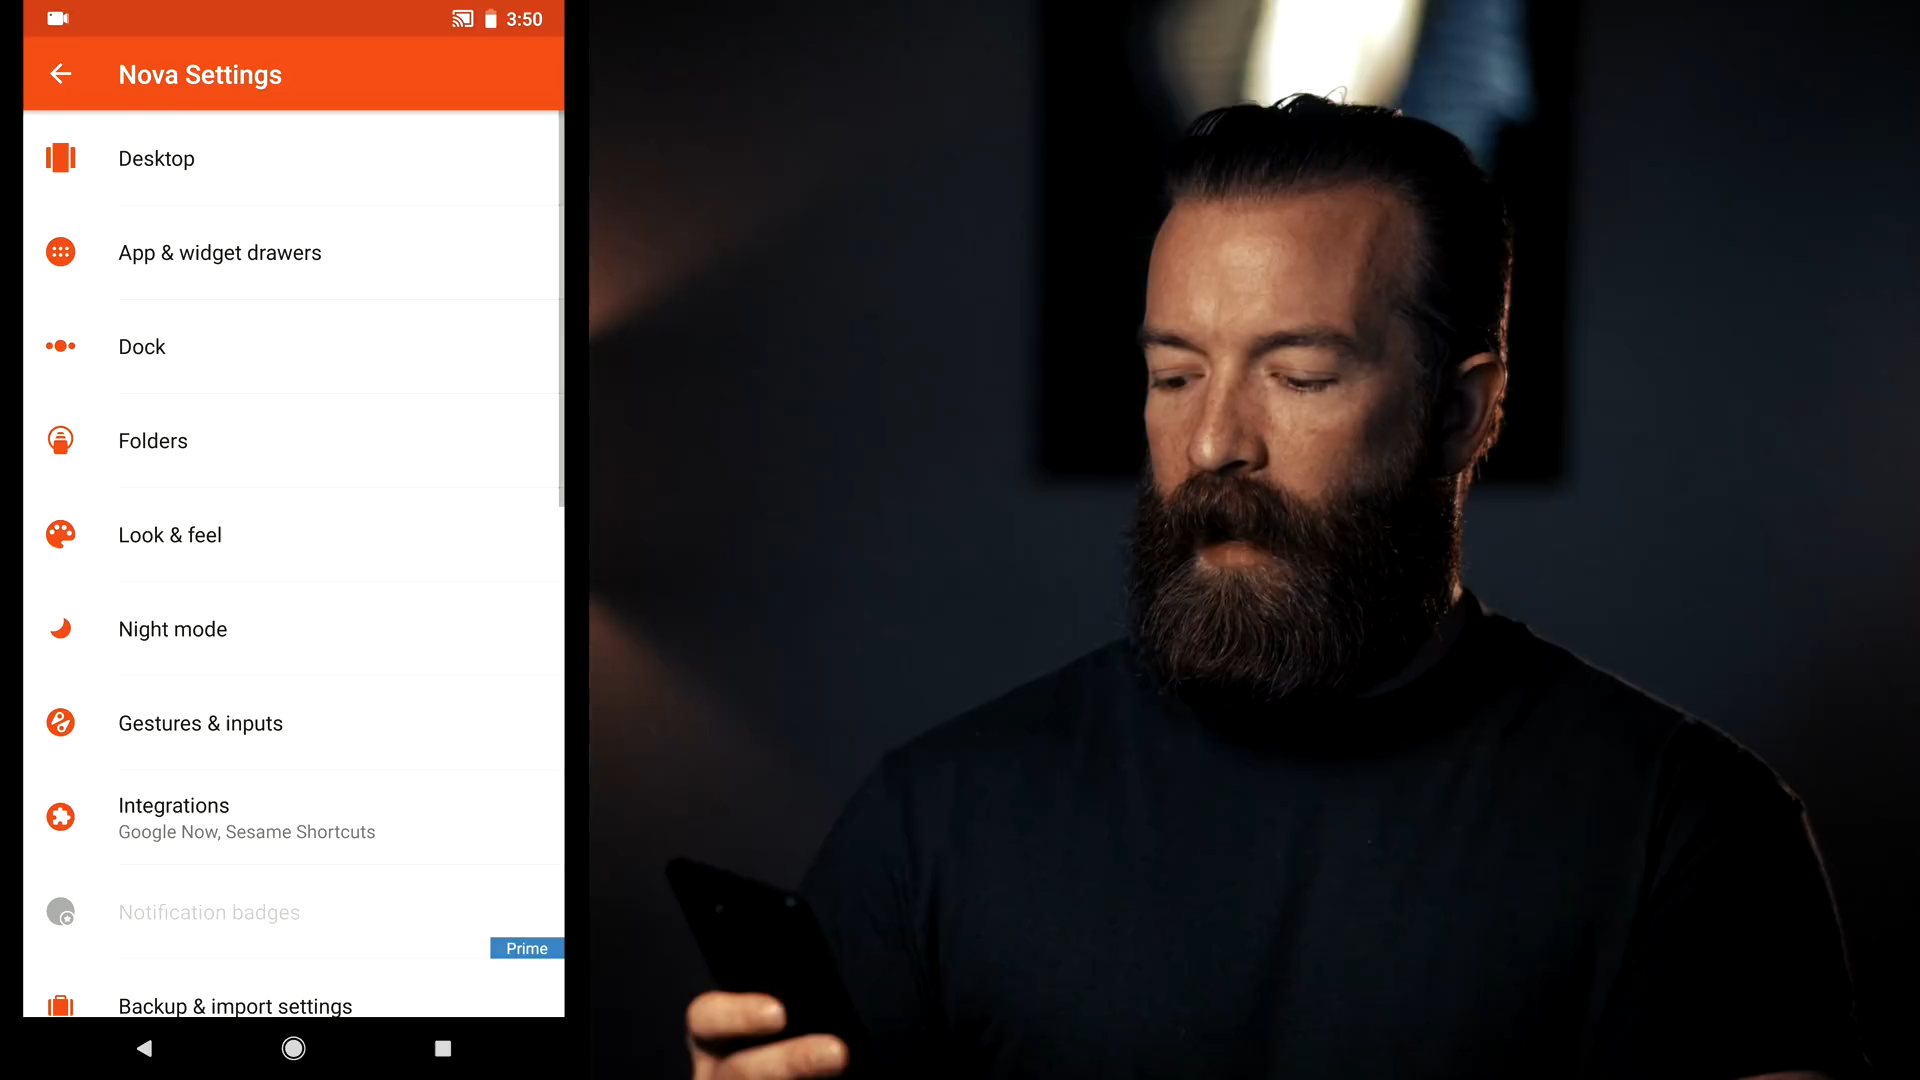 3:50
Nova Settings
Desktop
App & widget drawers
Dock
Folders
Look & feel
Night mode
Gestures & inputs
Integrations
Google Now, Sesame Shortcuts
Notification badges
Prime
Backup & import settings